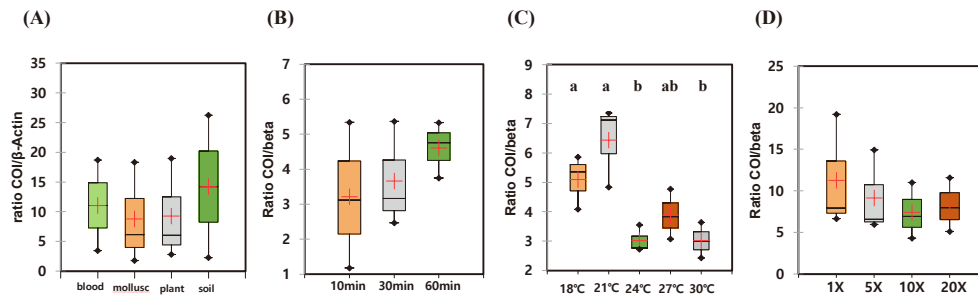 (A) (B) (C) (D)
ratio COI/β-Actin
35
30
25
20
15
10
5
0
blood mollusc plant soil
Ratio COI/beta
7
6
5
4
3
2
1
10min 30min 60min
Ratio COI/beta
9
8
7
6
5
4
3
2
a a b ab b
18℃ 21℃ 24℃ 27℃ 30℃
Ratio COI/beta
25
20
15
10
5
0
1X 5X 10X 20X